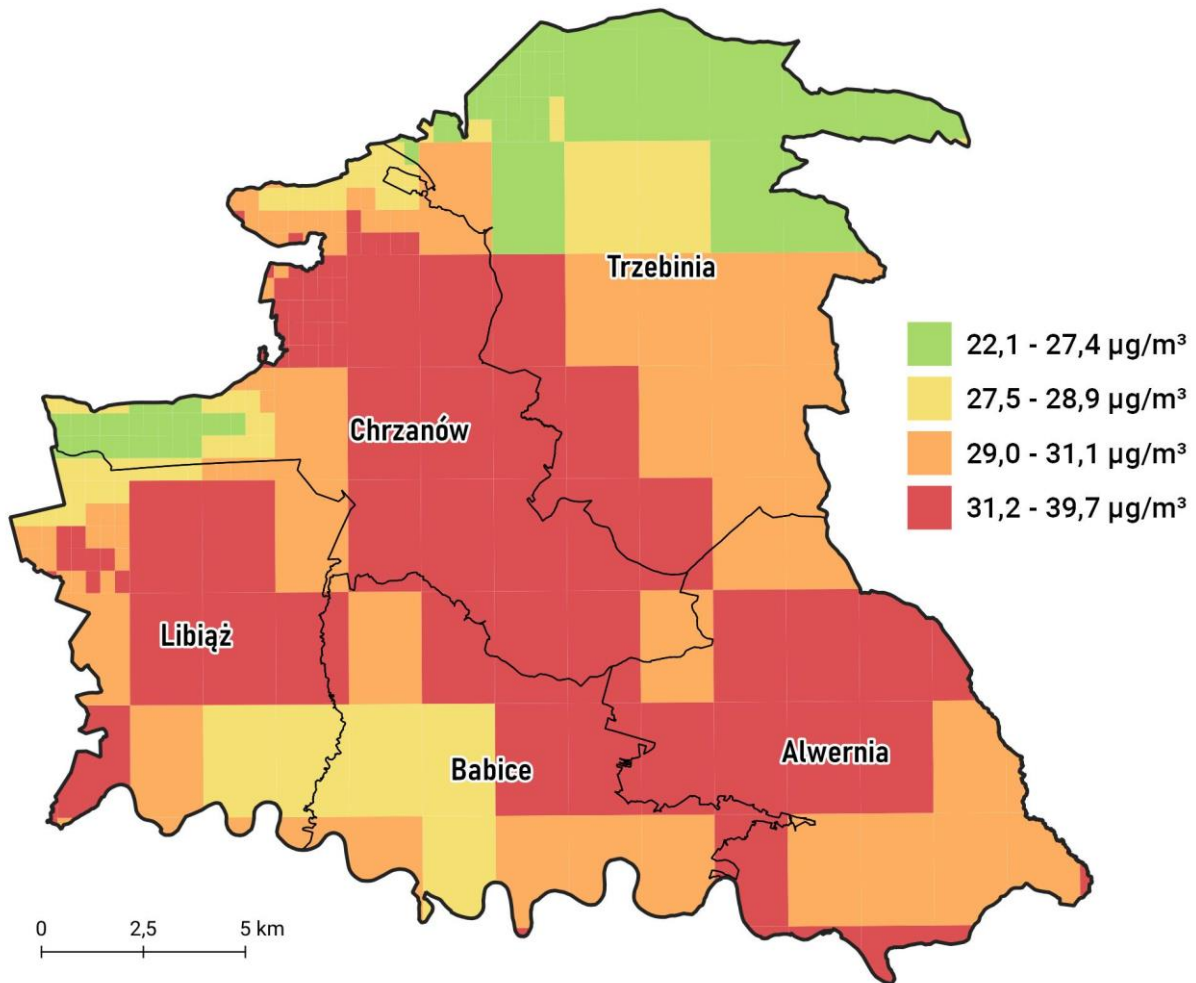 Trzebinia
22,1 - 27,4 µg/m³
27,5 - 28,9 µg/m³
29,0 - 31,1 µg/m³
31,2 - 39,7 µg/m³
Chrzanów
Libiąż
Babice
Alwernia
0 2,5 5 km